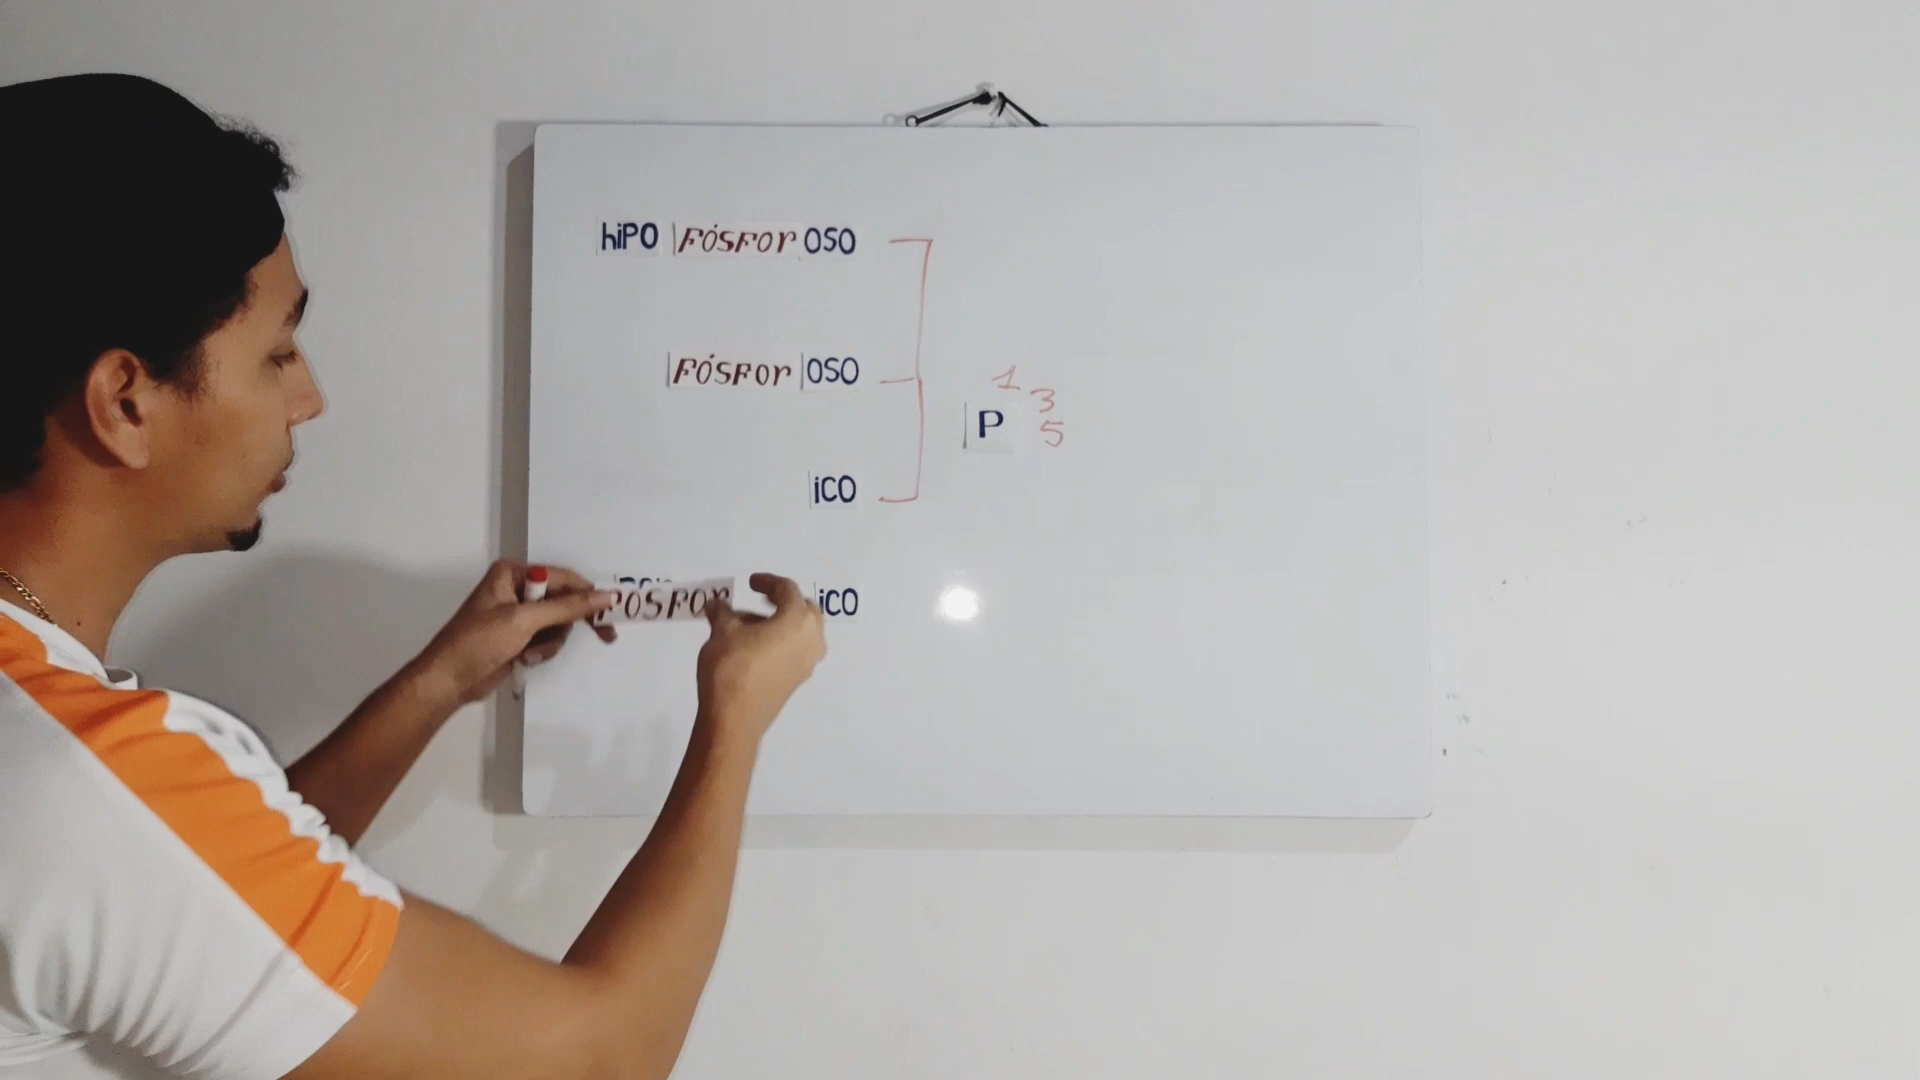 hiPO FÓSFOR OSO
FÓSFOR OSO
1
3
P
5
iCO
FÓSFOR iCO